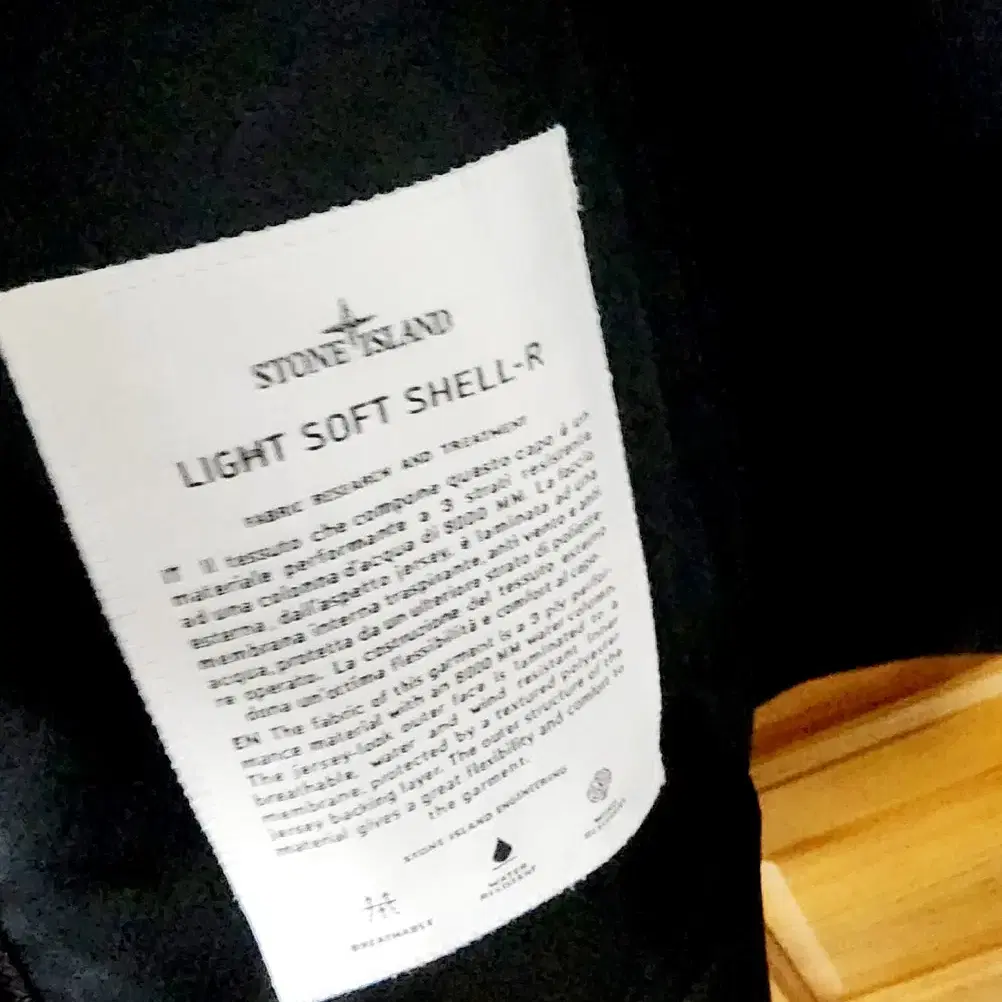 STONE ISLAND
LIGHT SOFT SHELL-R
FABRIC RESEARCH AND TREATMENT
IT Il tessuto che compone questo capo è un
materiale performante a 3 strati resistente
ad una colonna d'acqua di 8000 MM. La faccia
esterna, dall'aspetto jersey, è laminata ad una
membrana interna traspirante, anti vento e anti
acqua, protetta da un ulteriore strato di polieste-
re operato. La costruzione del tessuto esterno
dona un'ottima flessibilità e comfort al capo.
EN The fabric of this garment is a 3 ply perfor-
mance material with an 8000 MM water column.
The jersey-look outer face is laminated to a
breathable, water and wind resistant inner
membrane, protected by a textured polyester
jersey backing layer. The outer structure of the
material gives a great flexibility and comfort to
the garment.
STONE ISLAND ENGINEERING
BREATHABLE
WATER
RESISTANT
WIND
RESISTANT